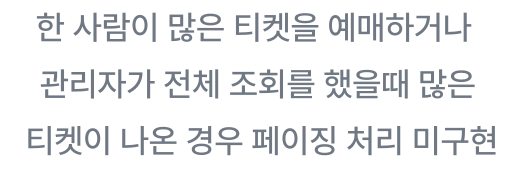 한 사람이 많은 티켓을 예매하거나
관리자가 전체 조회를 했을때 많은
티켓이 나온 경우 페이징 처리 미구현